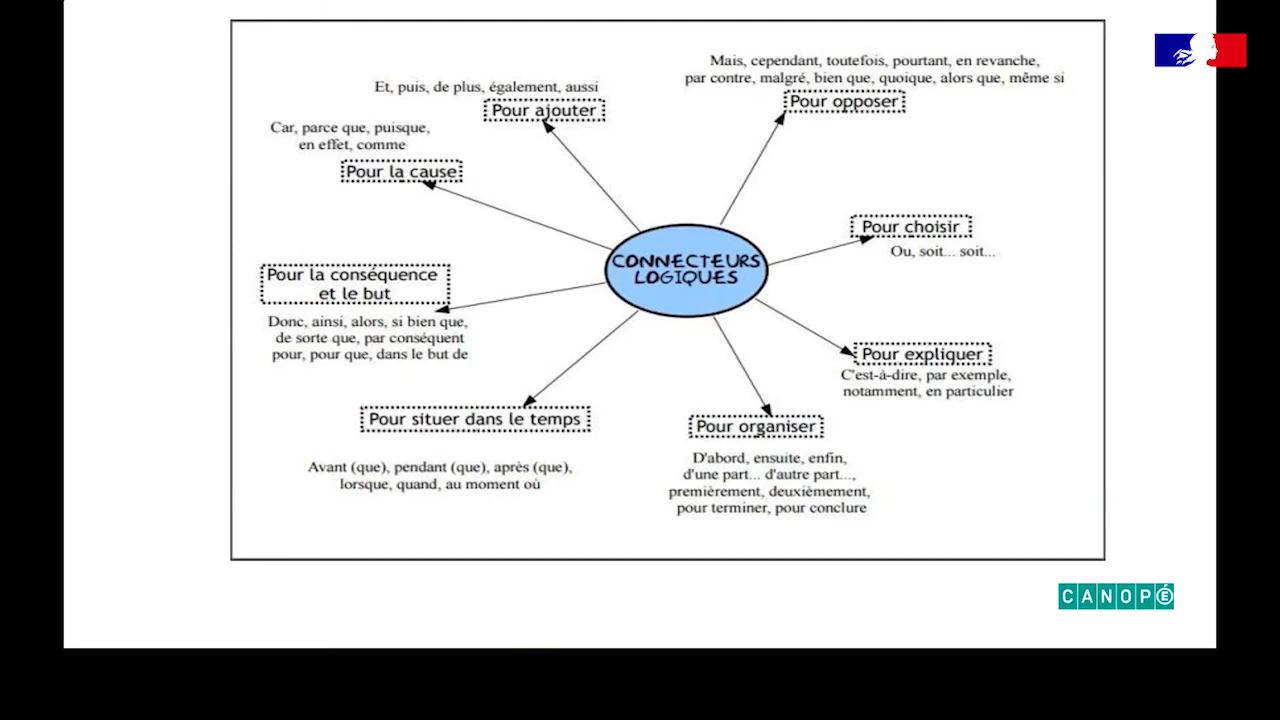 Mais, cependant, toutefois, pourtant, en revanche,
par contre, malgré, bien que, quoique, alors que, même si
Pour opposer
Et, puis, de plus, également, aussi
Pour ajouter
Car, parce que, puisque,
en effet, comme
Pour la cause
Pour choisir
Ou, soit... soit...
CONNECTEURS
LOGIQUES
Pour la conséquence
et le but
Donc, ainsi, alors, si bien que,
de sorte que, par conséquent
pour, pour que, dans le but de
Pour expliquer
C'est-à-dire, par exemple,
notamment, en particulier
Pour situer dans le temps
Avant (que), pendant (que), après (que),
lorsque, quand, au moment où
Pour organiser
D'abord, ensuite, enfin,
d'une part... d'autre part...,
premièrement, deuxièmement,
pour terminer, pour conclure
CANOPÉ